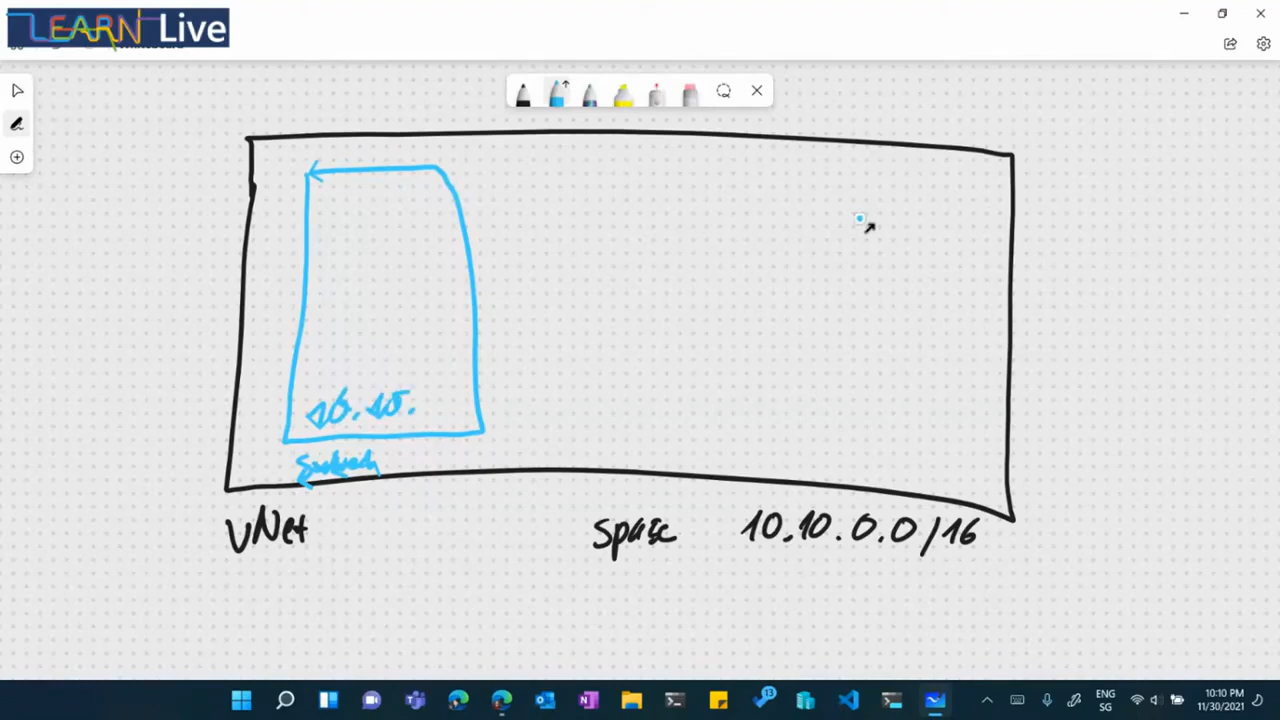 LEARN Live
10.10.
Subnet
vNet
Space 10.10.0.0/16
13
ENG
SG
10:10 PM
11/30/2021